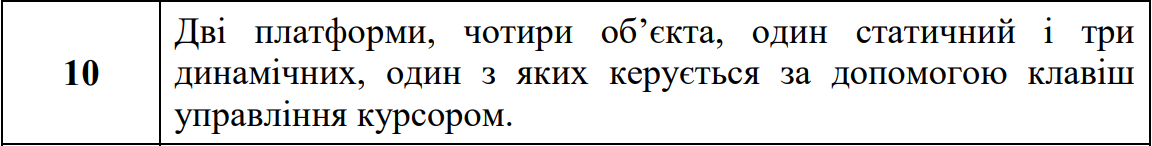 Дві платформи, чотири об’єкта, один статичний і три
10 динамічних, один з яких керується за допомогою клавіш
управління курсором.